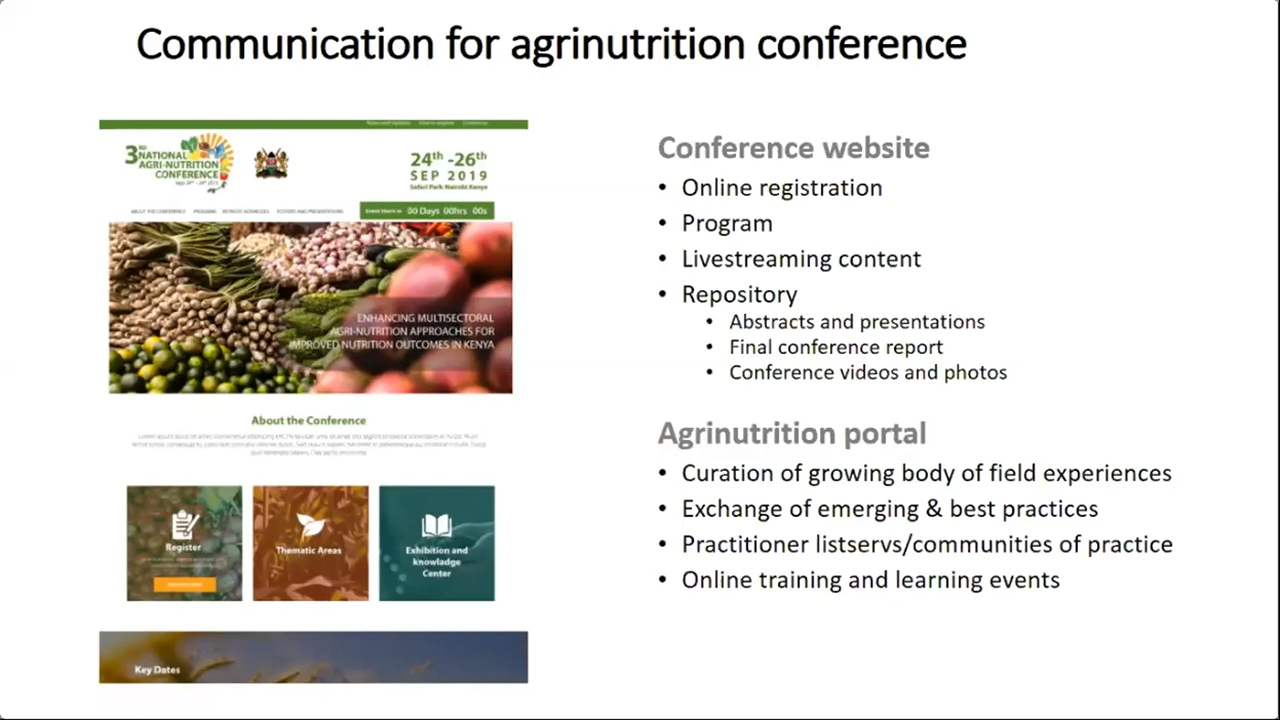 Communication for agrinutrition conference
3RD NATIONAL
AGRI-NUTRITION
CONFERENCE
24th -26th
SEP 2019
Safari Park-Nairobi Kenya
ABOUT THE CONFERENCE PROGRAM KEYNOTE ADDRESSES POSTERS AND PRESENTATIONS
Event Starts in 00 Days 00hrs 00s
ENHANCING MULTISECTORAL
AGRI-NUTRITION APPROACHES FOR
IMPROVED NUTRITION OUTCOMES IN KENYA
About the Conference
Register
Thematic Areas
Exhibition and
knowladge
Center
Key Dates
Conference website
• Online registration
• Program
• Livestreaming content
• Repository
• Abstracts and presentations
• Final conference report
• Conference videos and photos
Agrinutrition portal
• Curation of growing body of field experiences
• Exchange of emerging & best practices
• Practitioner listservs/communities of practice
• Online training and learning events